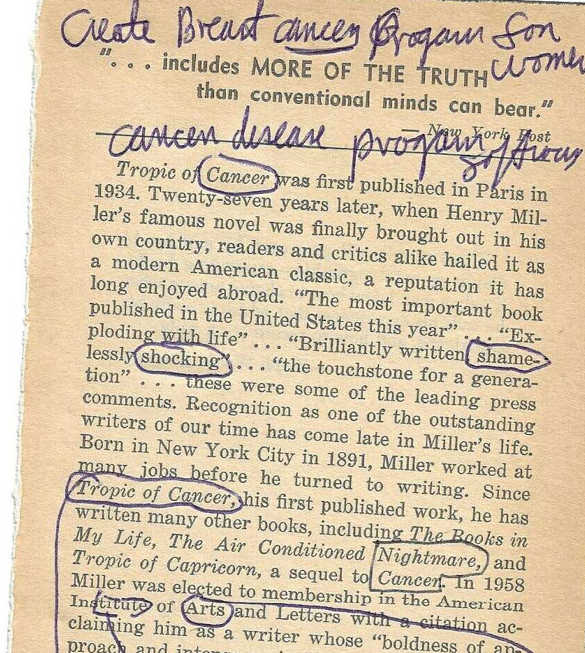 Create Breast cancer Progam for
women
". . . includes MORE OF THE TRUTH
than conventional minds can bear."
— New York Post
cancer disease progam
Tropic of Cancer was first published in Paris in
1934. Twenty-seven years later, when Henry Mil-
ler's famous novel was finally brought out in his
own country, readers and critics alike hailed it as
a modern American classic, a reputation it has
long enjoyed abroad. "The most important book
published in the United States this year" . . . "Ex-
ploding with life" . . . "Brilliantly written, shame-
lessly shocking" . . . "the touchstone for a genera-
tion" . . . these were some of the leading press
comments. Recognition as one of the outstanding
writers of our time has come late in Miller's life.
Born in New York City in 1891, Miller worked at
many jobs before he turned to writing. Since
Tropic of Cancer, his first published work, he has
written many other books, including The Books in
My Life, The Air Conditioned Nightmare, and
Tropic of Capricorn, a sequel to Cancer. In 1958
Miller was elected to membership in the American
Institute of Arts and Letters with a citation ac-
claiming him as a writer whose "boldness of ap-
proach and